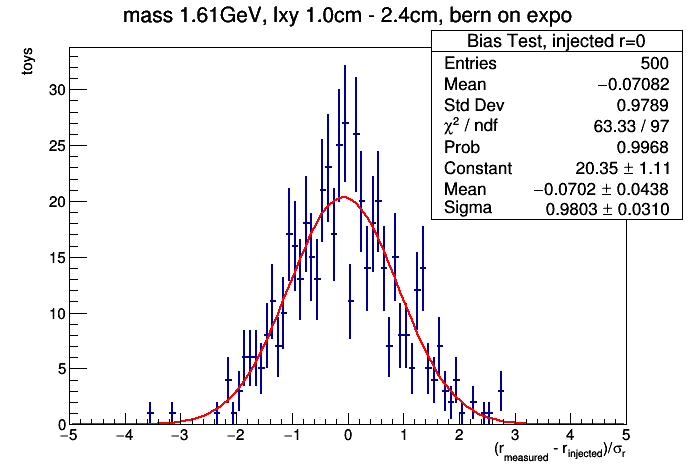 mass 1.61GeV, lxy 1.0cm - 2.4cm, bern on expo
Bias Test, injected r=0
Entries 500
Mean −0.07082
Std Dev 0.9789
χ² / ndf 63.33 / 97
Prob 0.9968
Constant 20.35 ± 1.11
Mean −0.0702 ± 0.0438
Sigma 0.9803 ± 0.0310
toys
30
25
20
15
10
5
0
−5 −4 −3 −2 −1 0 1 2 3 4 5
(r_measured - r_injected)/σ_r